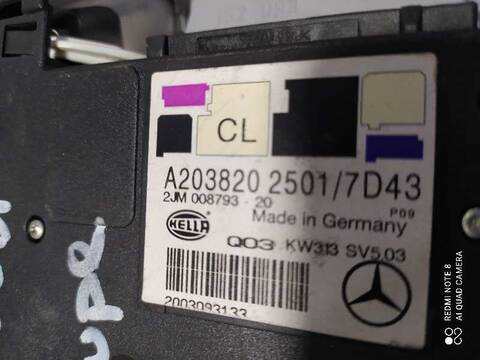 CL
A203820 2501/7D43
2JM 008793 - 20
P09
Made in Germany
HELLA
Q03 KW313 SV5.03
2003093133
UPE
REDMI NOTE 8
AI QUAD CAMERA